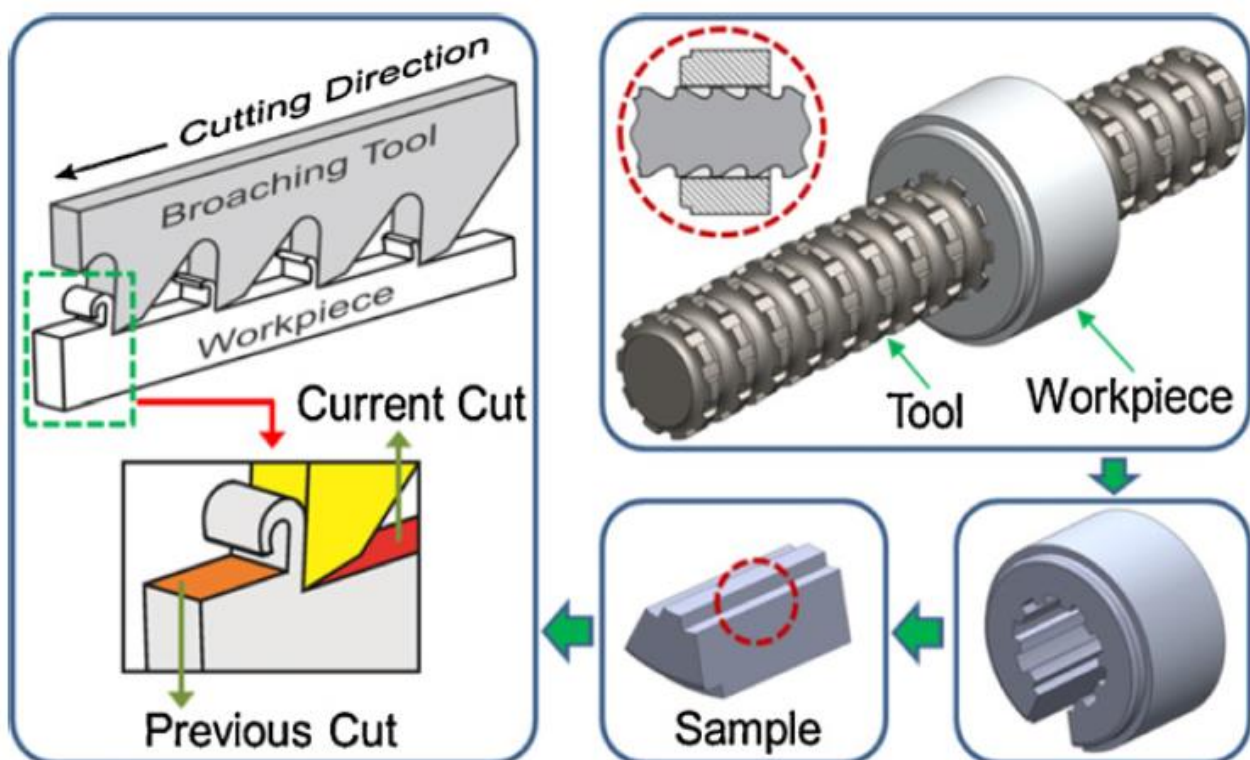 Cutting Direction
Broaching Tool
Workpiece
Current Cut
Previous Cut
Tool
Workpiece
Sample